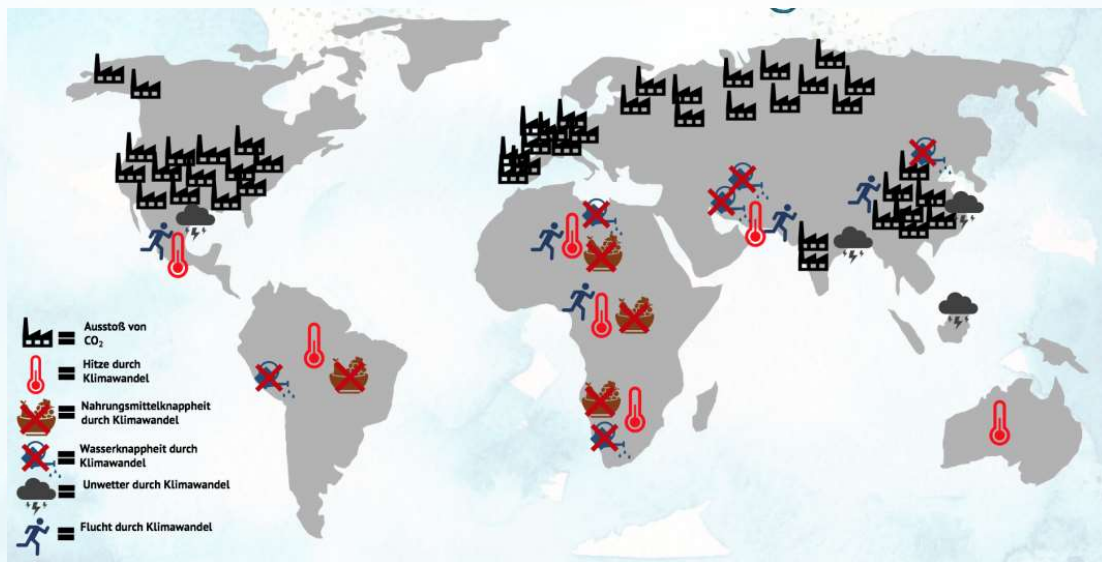 Ausstoß von
CO₂
Hitze durch
Klimawandel
Nahrungsmittelknappheit
durch Klimawandel
Wasserknappheit durch
Klimawandel
Unwetter durch Klimawandel
Flucht durch Klimawandel